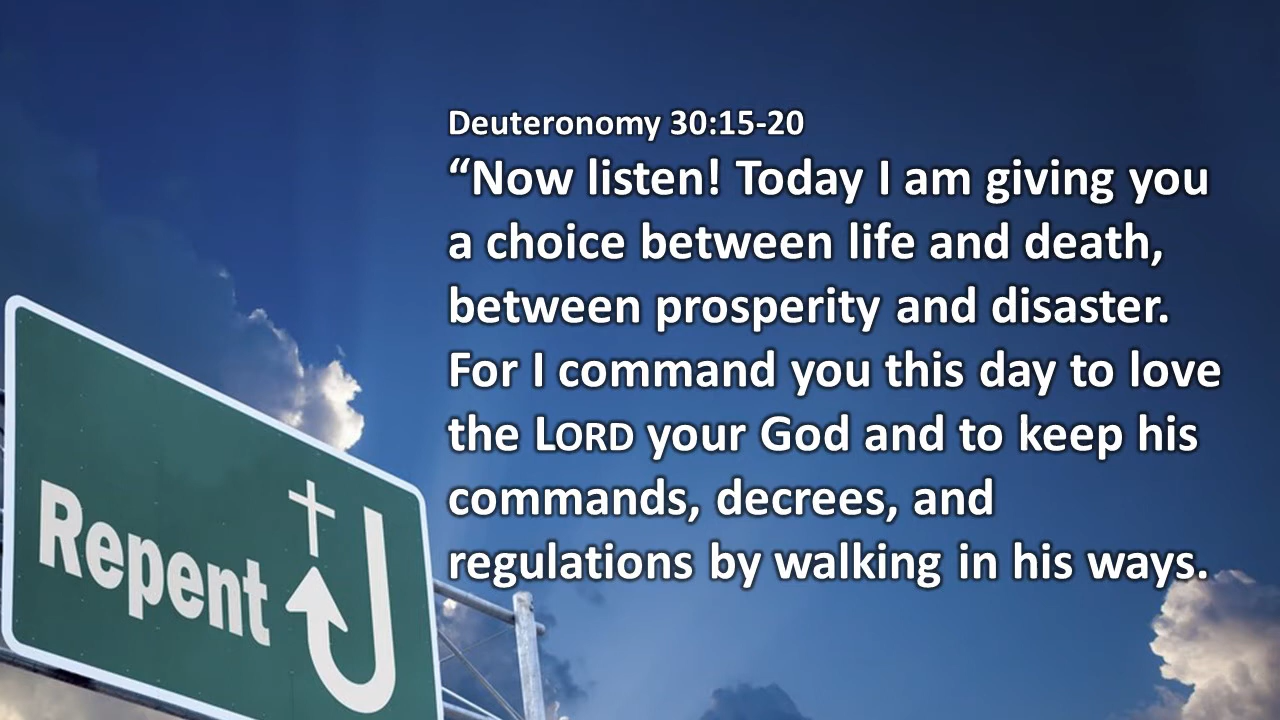 Deuteronomy 30:15-20
“Now listen! Today I am giving you
a choice between life and death,
between prosperity and disaster.
For I command you this day to love
the LORD your God and to keep his
commands, decrees, and
regulations by walking in his ways.
Repent